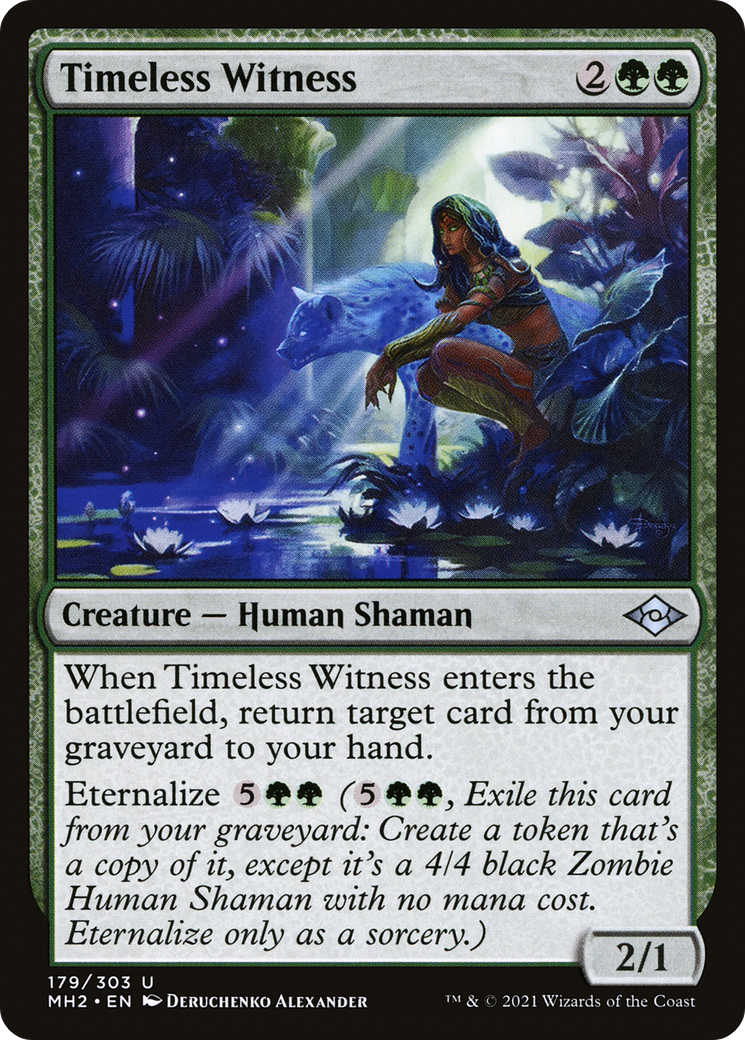 Timeless Witness 2
Creature — Human Shaman
When Timeless Witness enters the
battlefield, return target card from your
graveyard to your hand.
Eternalize 5 (5, Exile this card
from your graveyard: Create a token that's
a copy of it, except it's a 4/4 black Zombie
Human Shaman with no mana cost.
Eternalize only as a sorcery.)
2/1
179/303 U
MH2 • EN Deruchenko Alexander
™ & © 2021 Wizards of the Coast